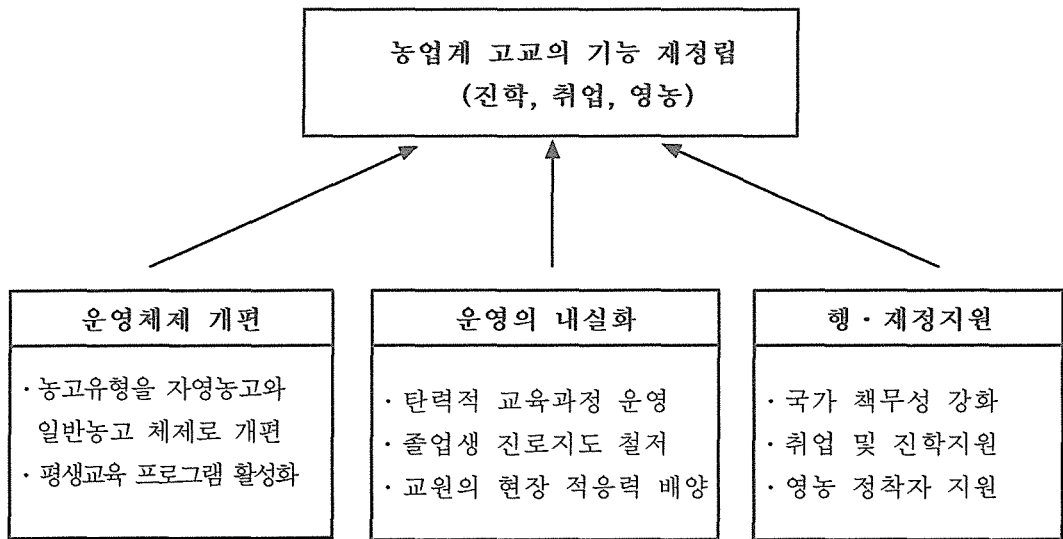 농업계 고교의 기능 재정립
(진학, 취업, 영농)
운영체제 개편
· 농고유형을 자영농고와
일반농고 체제로 개편
· 평생교육 프로그램 활성화
운영의 내실화
· 탄력적 교육과정 운영
· 졸업생 진로지도 철저
· 교원의 현장 적응력 배양
행 · 재정지원
· 국가 책무성 강화
· 취업 및 진학지원
· 영농 정착자 지원